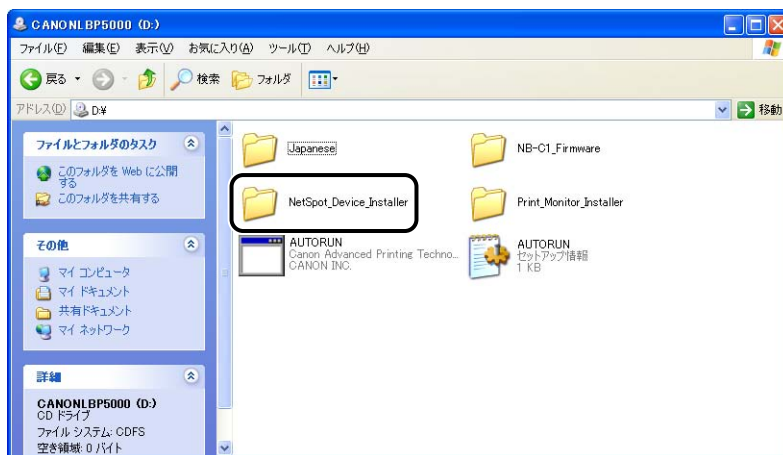 CANONLBP5000 (D:)
ファイル(F) 編集(E) 表示(V) お気に入り(A) ツール(T) ヘルプ(H)
戻る 検索 フォルダ
アドレス(D) D:¥ 移動
ファイルとフォルダのタスク
このフォルダを Web に公開
する
このフォルダを共有する
その他
マイ コンピュータ
マイ ドキュメント
共有ドキュメント
マイ ネットワーク
詳細
CANONLBP5000 (D:)
CD ドライブ
ファイル システム: CDFS
空き領域: 0 バイト
Japanese
NB-C1_Firmware
NetSpot_Device_Installer
Print_Monitor_Installer
AUTORUN
Canon Advanced Printing Techno...
CANON INC.
AUTORUN
セットアップ情報
1 KB